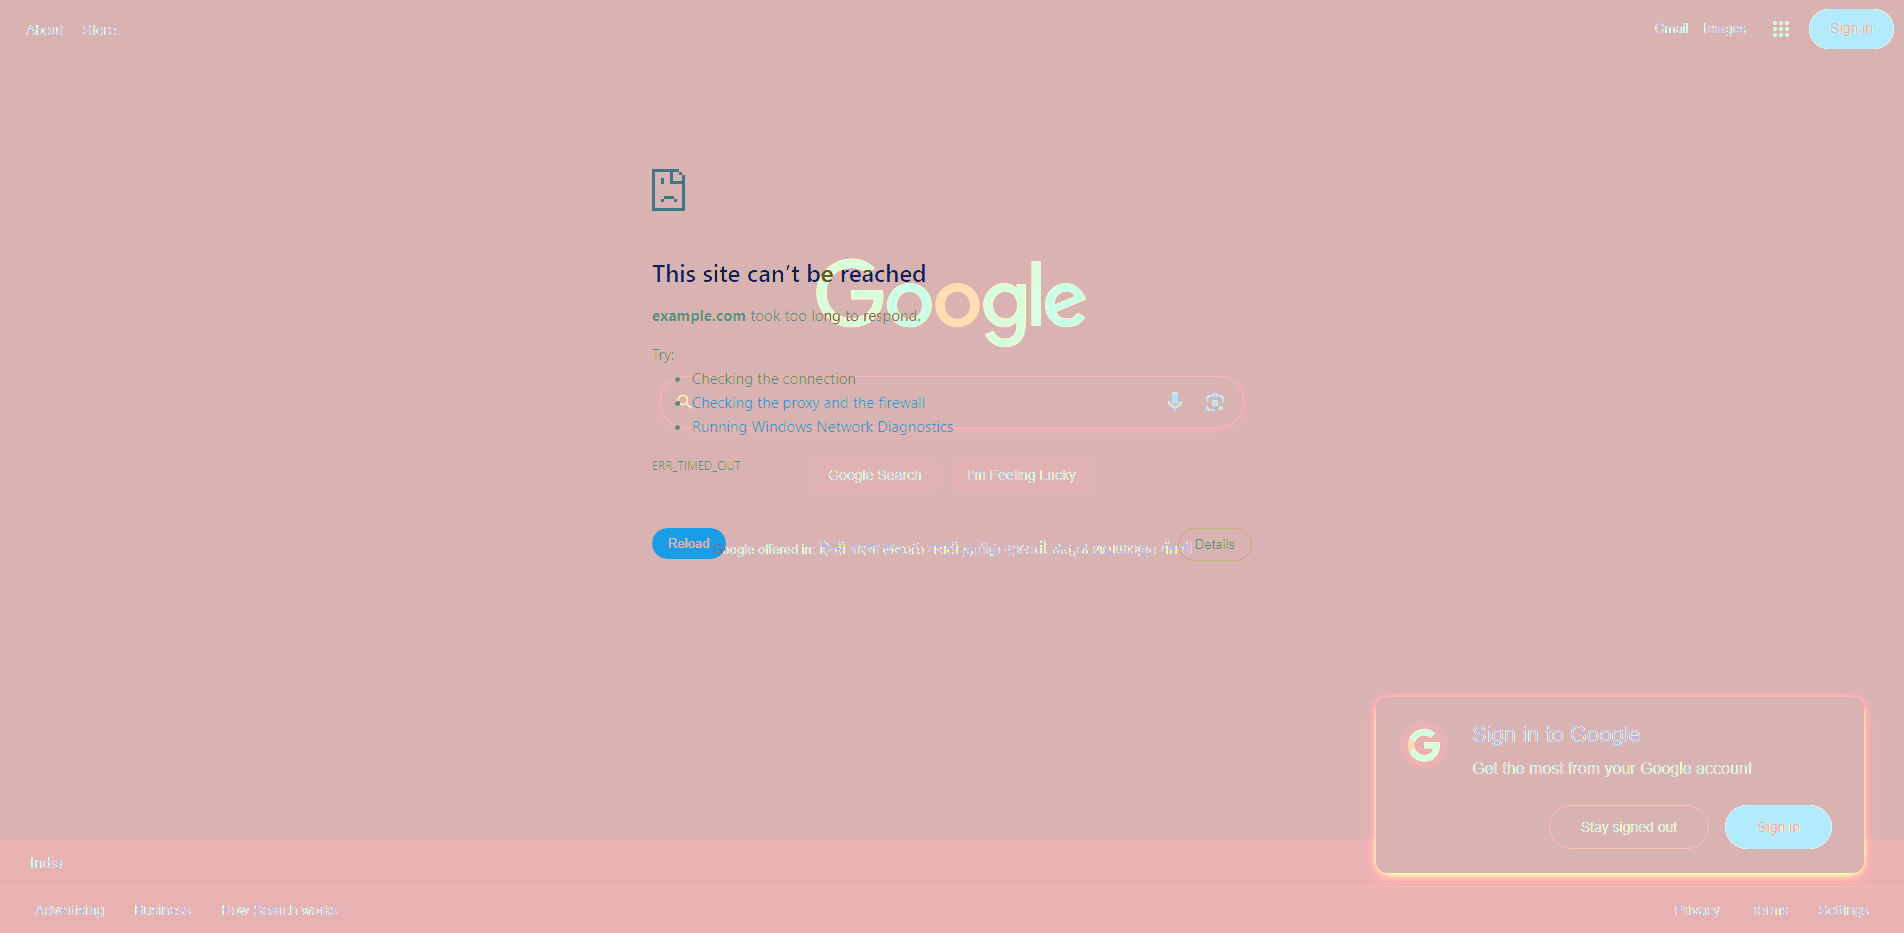 About Store
Gmail Images Sign in
This site can’t be reached
Google
example.com took too long to respond.
Try:
Checking the connection
Checking the proxy and the firewall
Running Windows Network Diagnostics
ERR_TIMED_OUT
Google Search I'm Feeling Lucky
Reload
Google offered in:
Details
Sign in to Google
Get the most from your Google account
Stay signed out Sign in
India
Advertising Business How Search works
Privacy Terms Settings